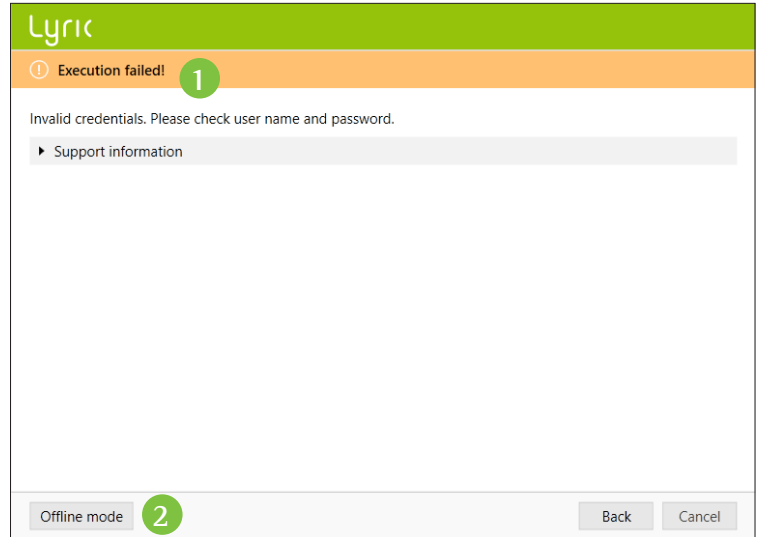 Lyric
Execution failed!
1
Invalid credentials. Please check user name and password.
Support information
Offline mode
2
Back
Cancel